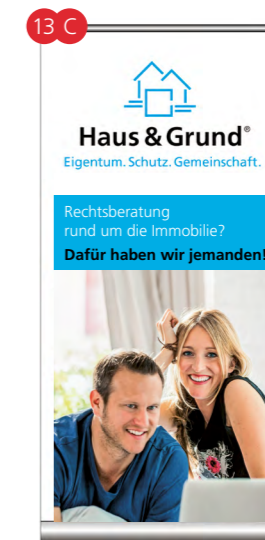 13 C
Haus & Grund®
Eigentum. Schutz. Gemeinschaft.
Rechtsberatung
rund um die Immobilie?
Dafür haben wir jemanden!